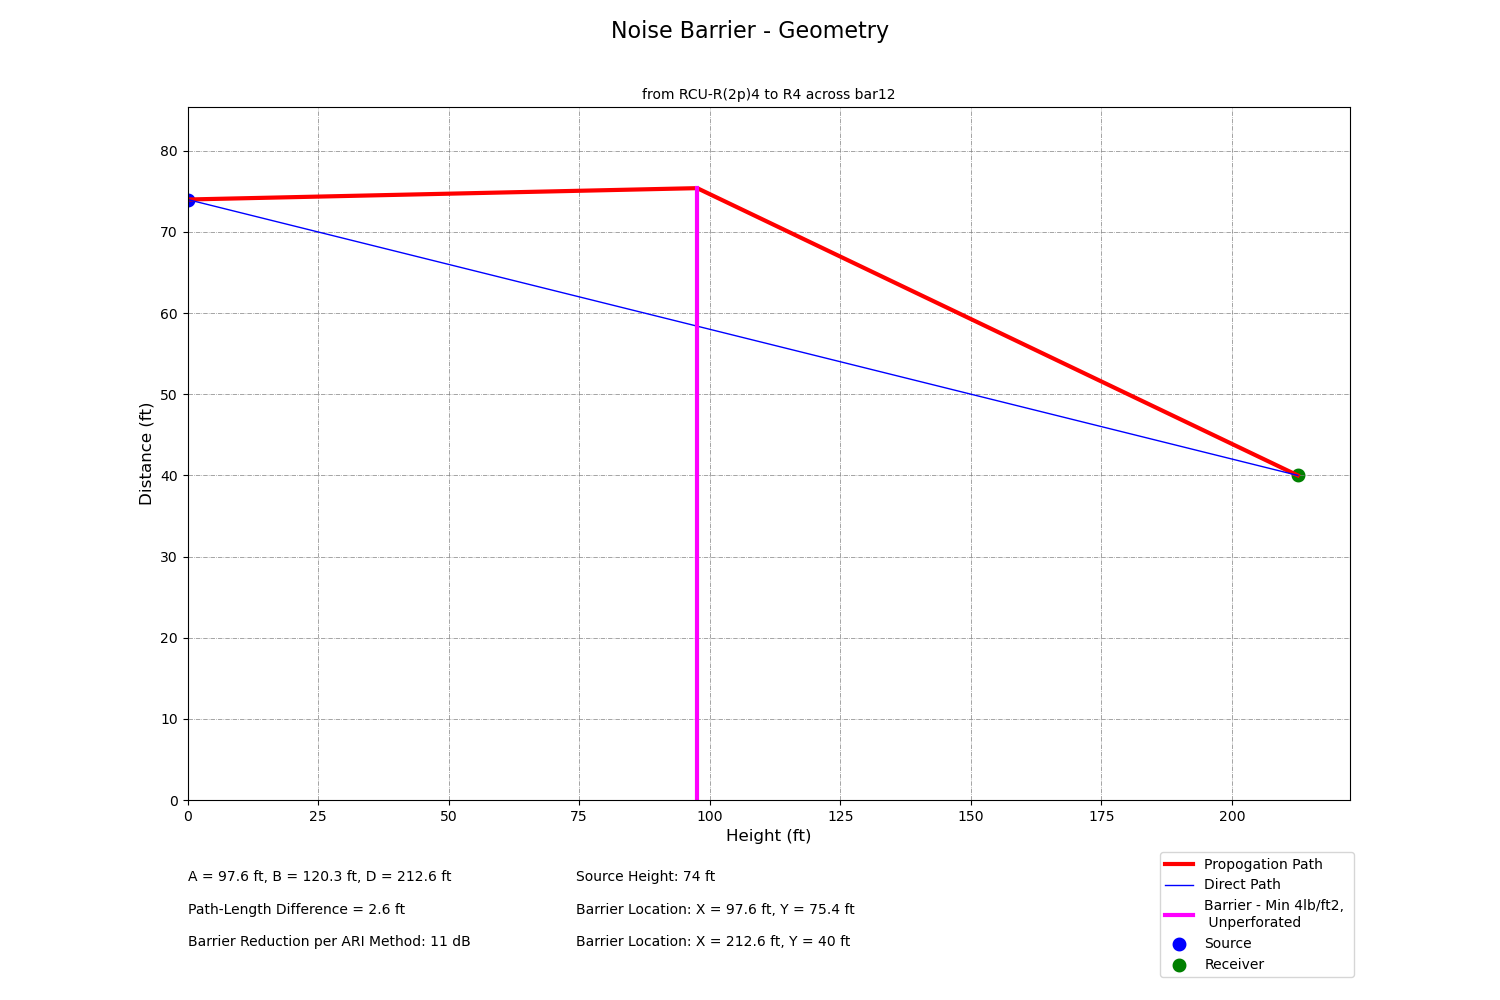 Noise Barrier - Geometry
from RCU-R(2p)4 to R4 across bar12
80
70
60
50
40
30
20
10
0
Distance (ft)
0 25 50 75 100 125 150 175 200
Height (ft)
A = 97.6 ft, B = 120.3 ft, D = 212.6 ft
Path-Length Difference = 2.6 ft
Barrier Reduction per ARI Method: 11 dB
Source Height: 74 ft
Barrier Location: X = 97.6 ft, Y = 75.4 ft
Barrier Location: X = 212.6 ft, Y = 40 ft
Propogation Path
Direct Path
Barrier - Min 4lb/ft2,
Unperforated
Source
Receiver